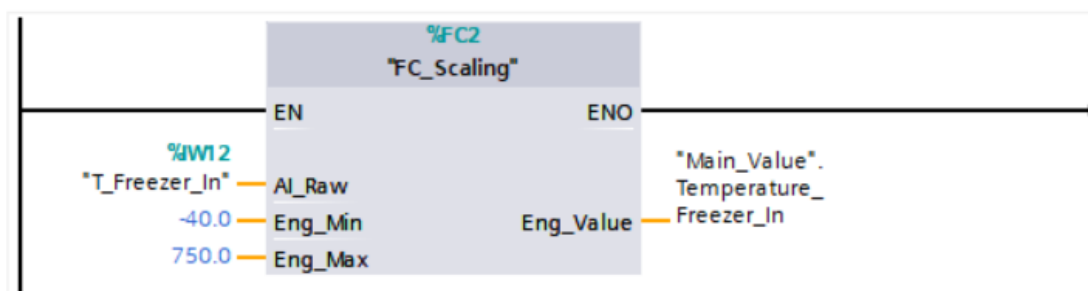 %FC2
"FC_Scaling"
EN ENO
%IW12
"T_Freezer_In" AI_Raw
-40.0 Eng_Min Eng_Value
750.0 Eng_Max
"Main_Value".
Temperature_
Freezer_In